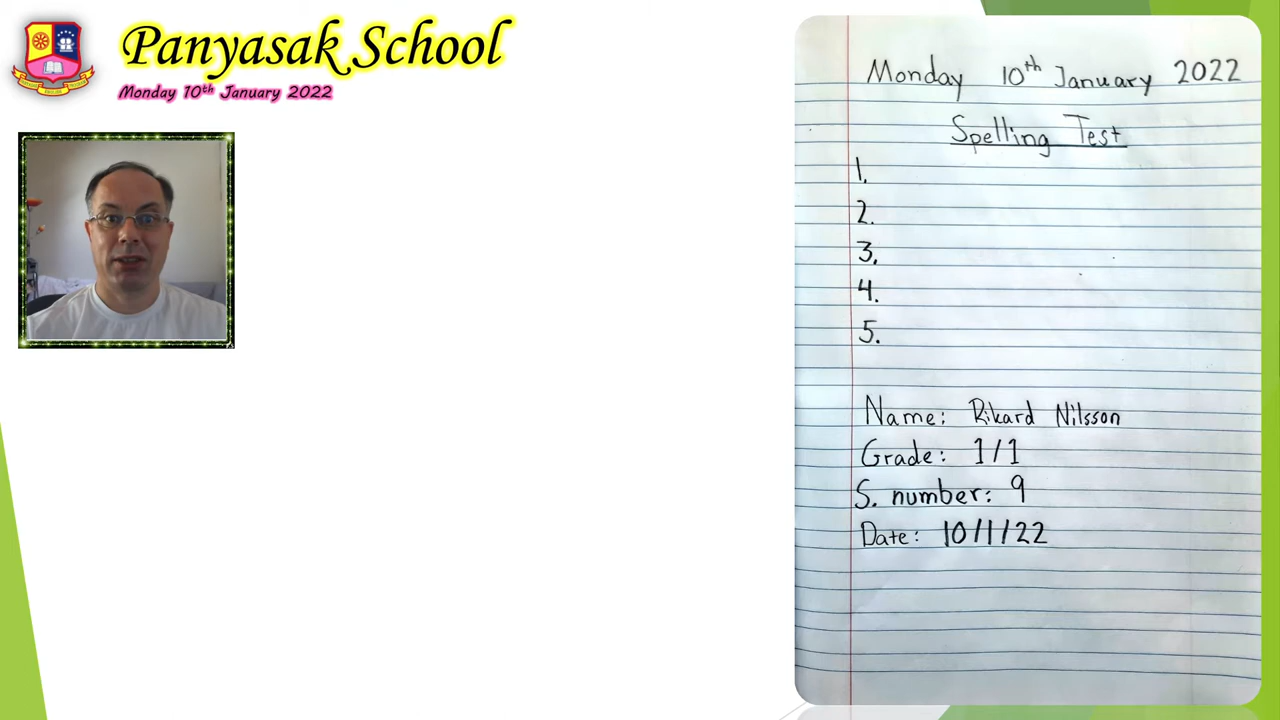 Panyasak School
Monday 10th January 2022
Monday 10th January 2022
Spelling Test
1.
2.
3.
4.
5.
Name: Rikard Nilsson
Grade: 1/1
S. number: 9
Date: 10/1/22